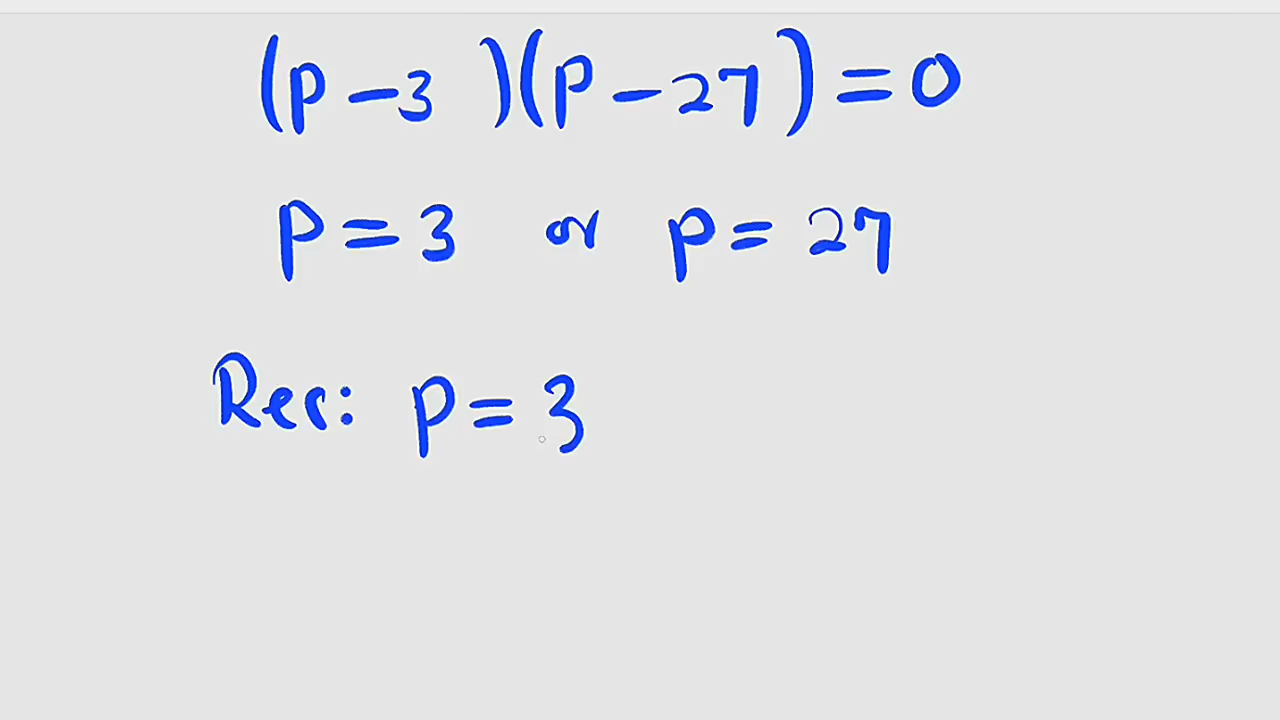 (p - 3 )(p - 27) = 0
p = 3 or p = 27
Rec: p = 3